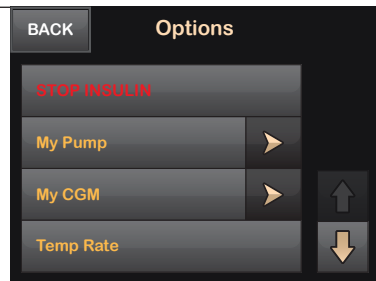 BACK
Options
STOP INSULIN
My Pump
My CGM
Temp Rate